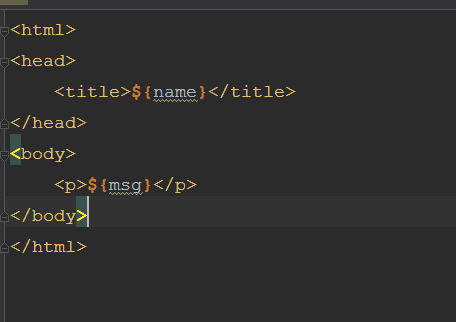 <html>
<head>
    <title>${name}</title>
</head>
<body>
    <p>${msg}</p>
</body>
</html>